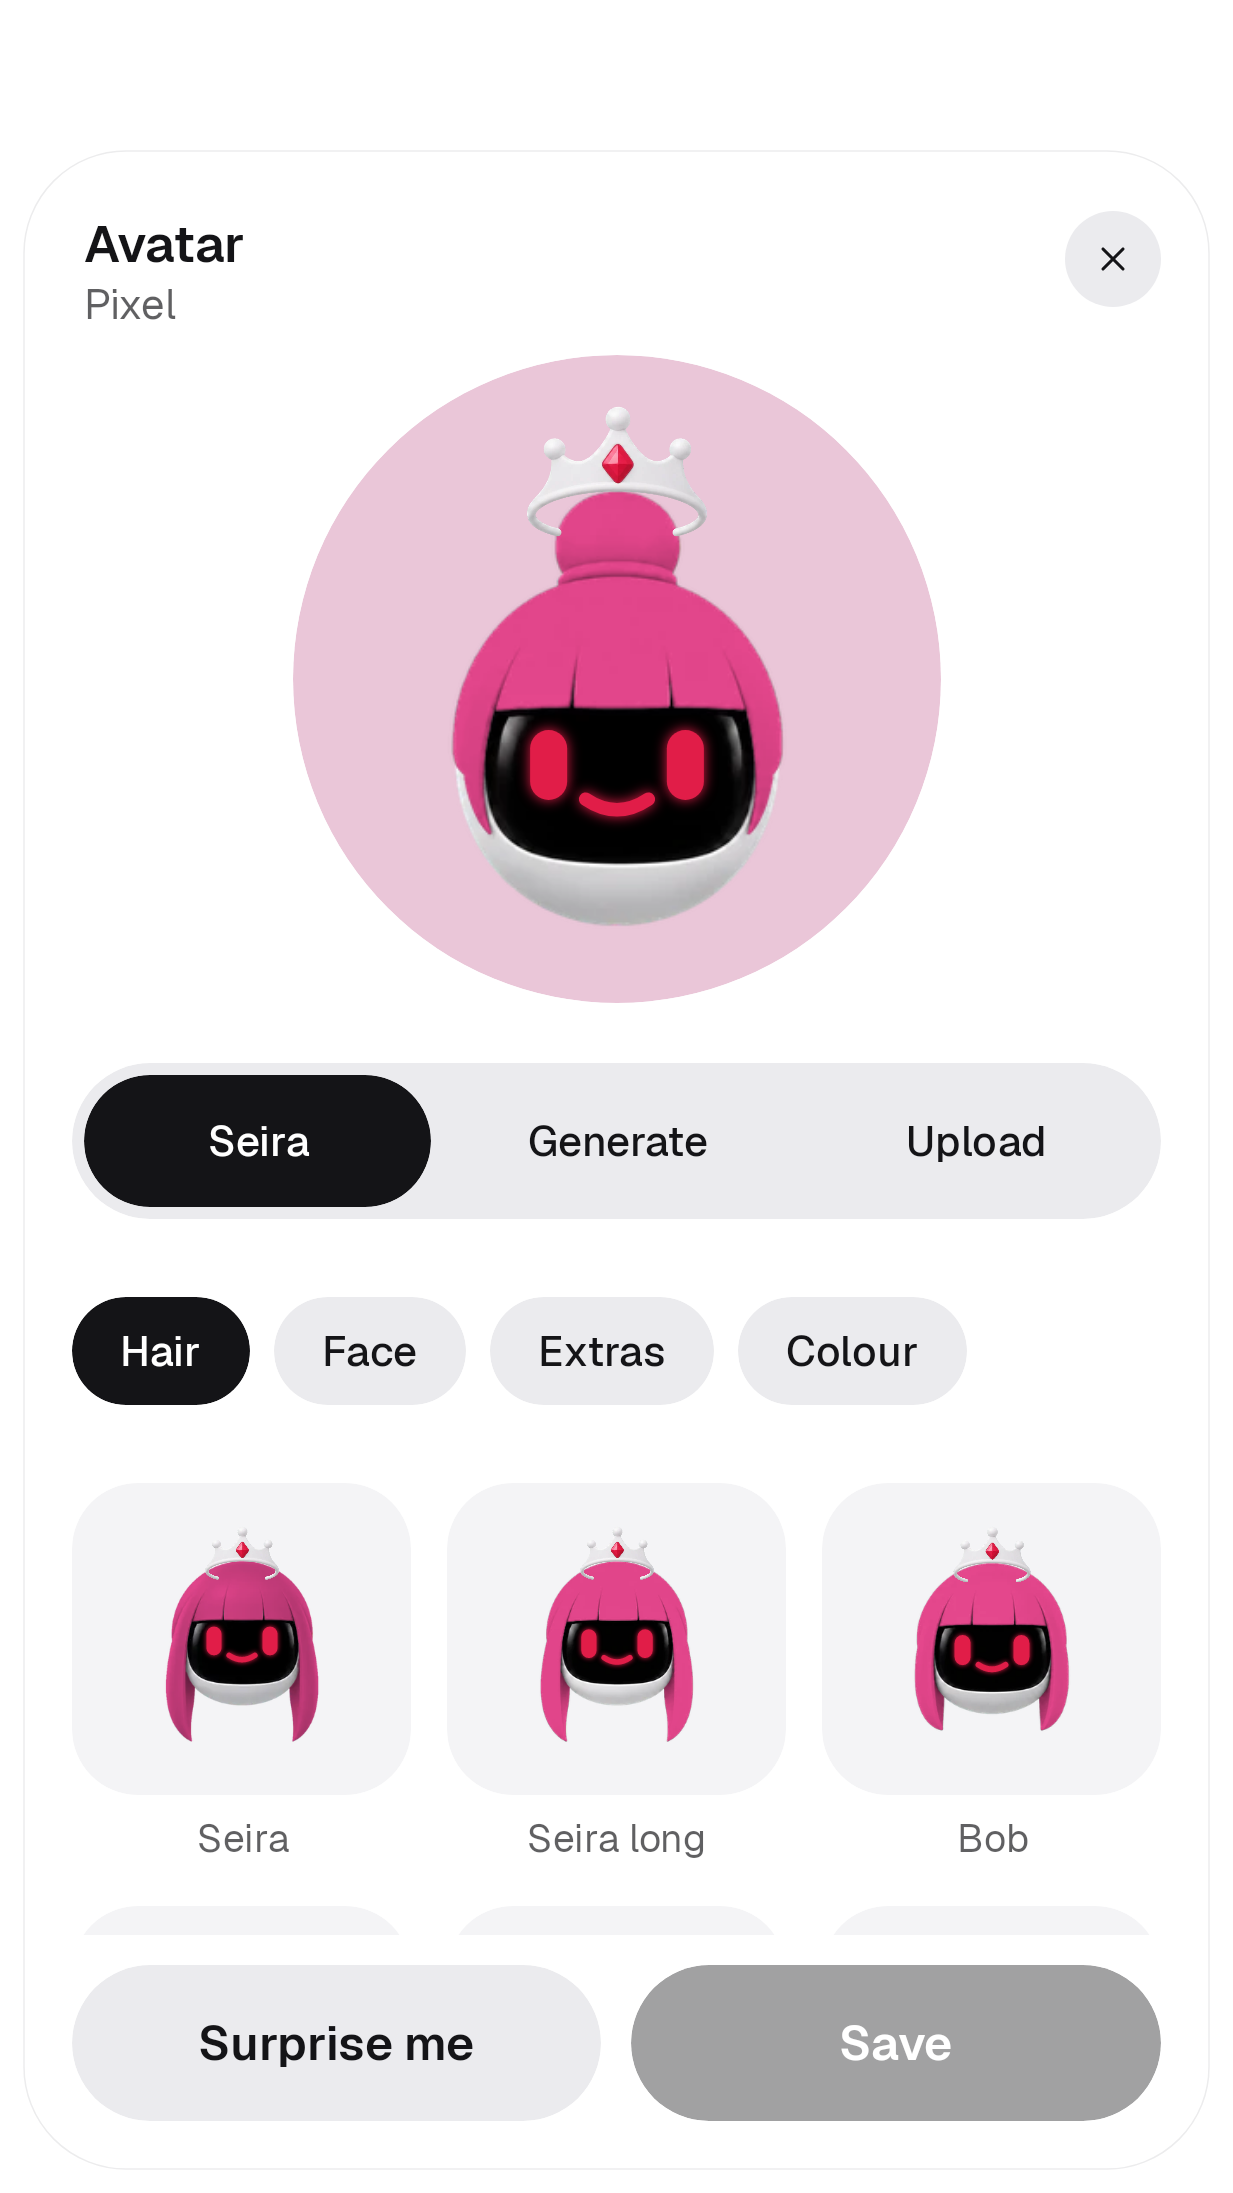 Avatar
Pixel
Seira
Generate
Upload
Hair
Face
Extras
Colour
Seira
Seira long
Bob
Surprise me
Save